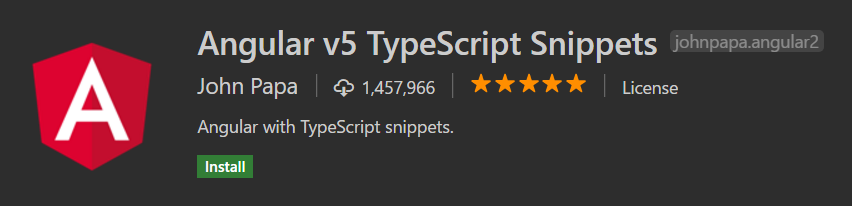 A
Angular v5 TypeScript Snippets johnpapa.angular2
John Papa 1,457,966 License
Angular with TypeScript snippets.
Install